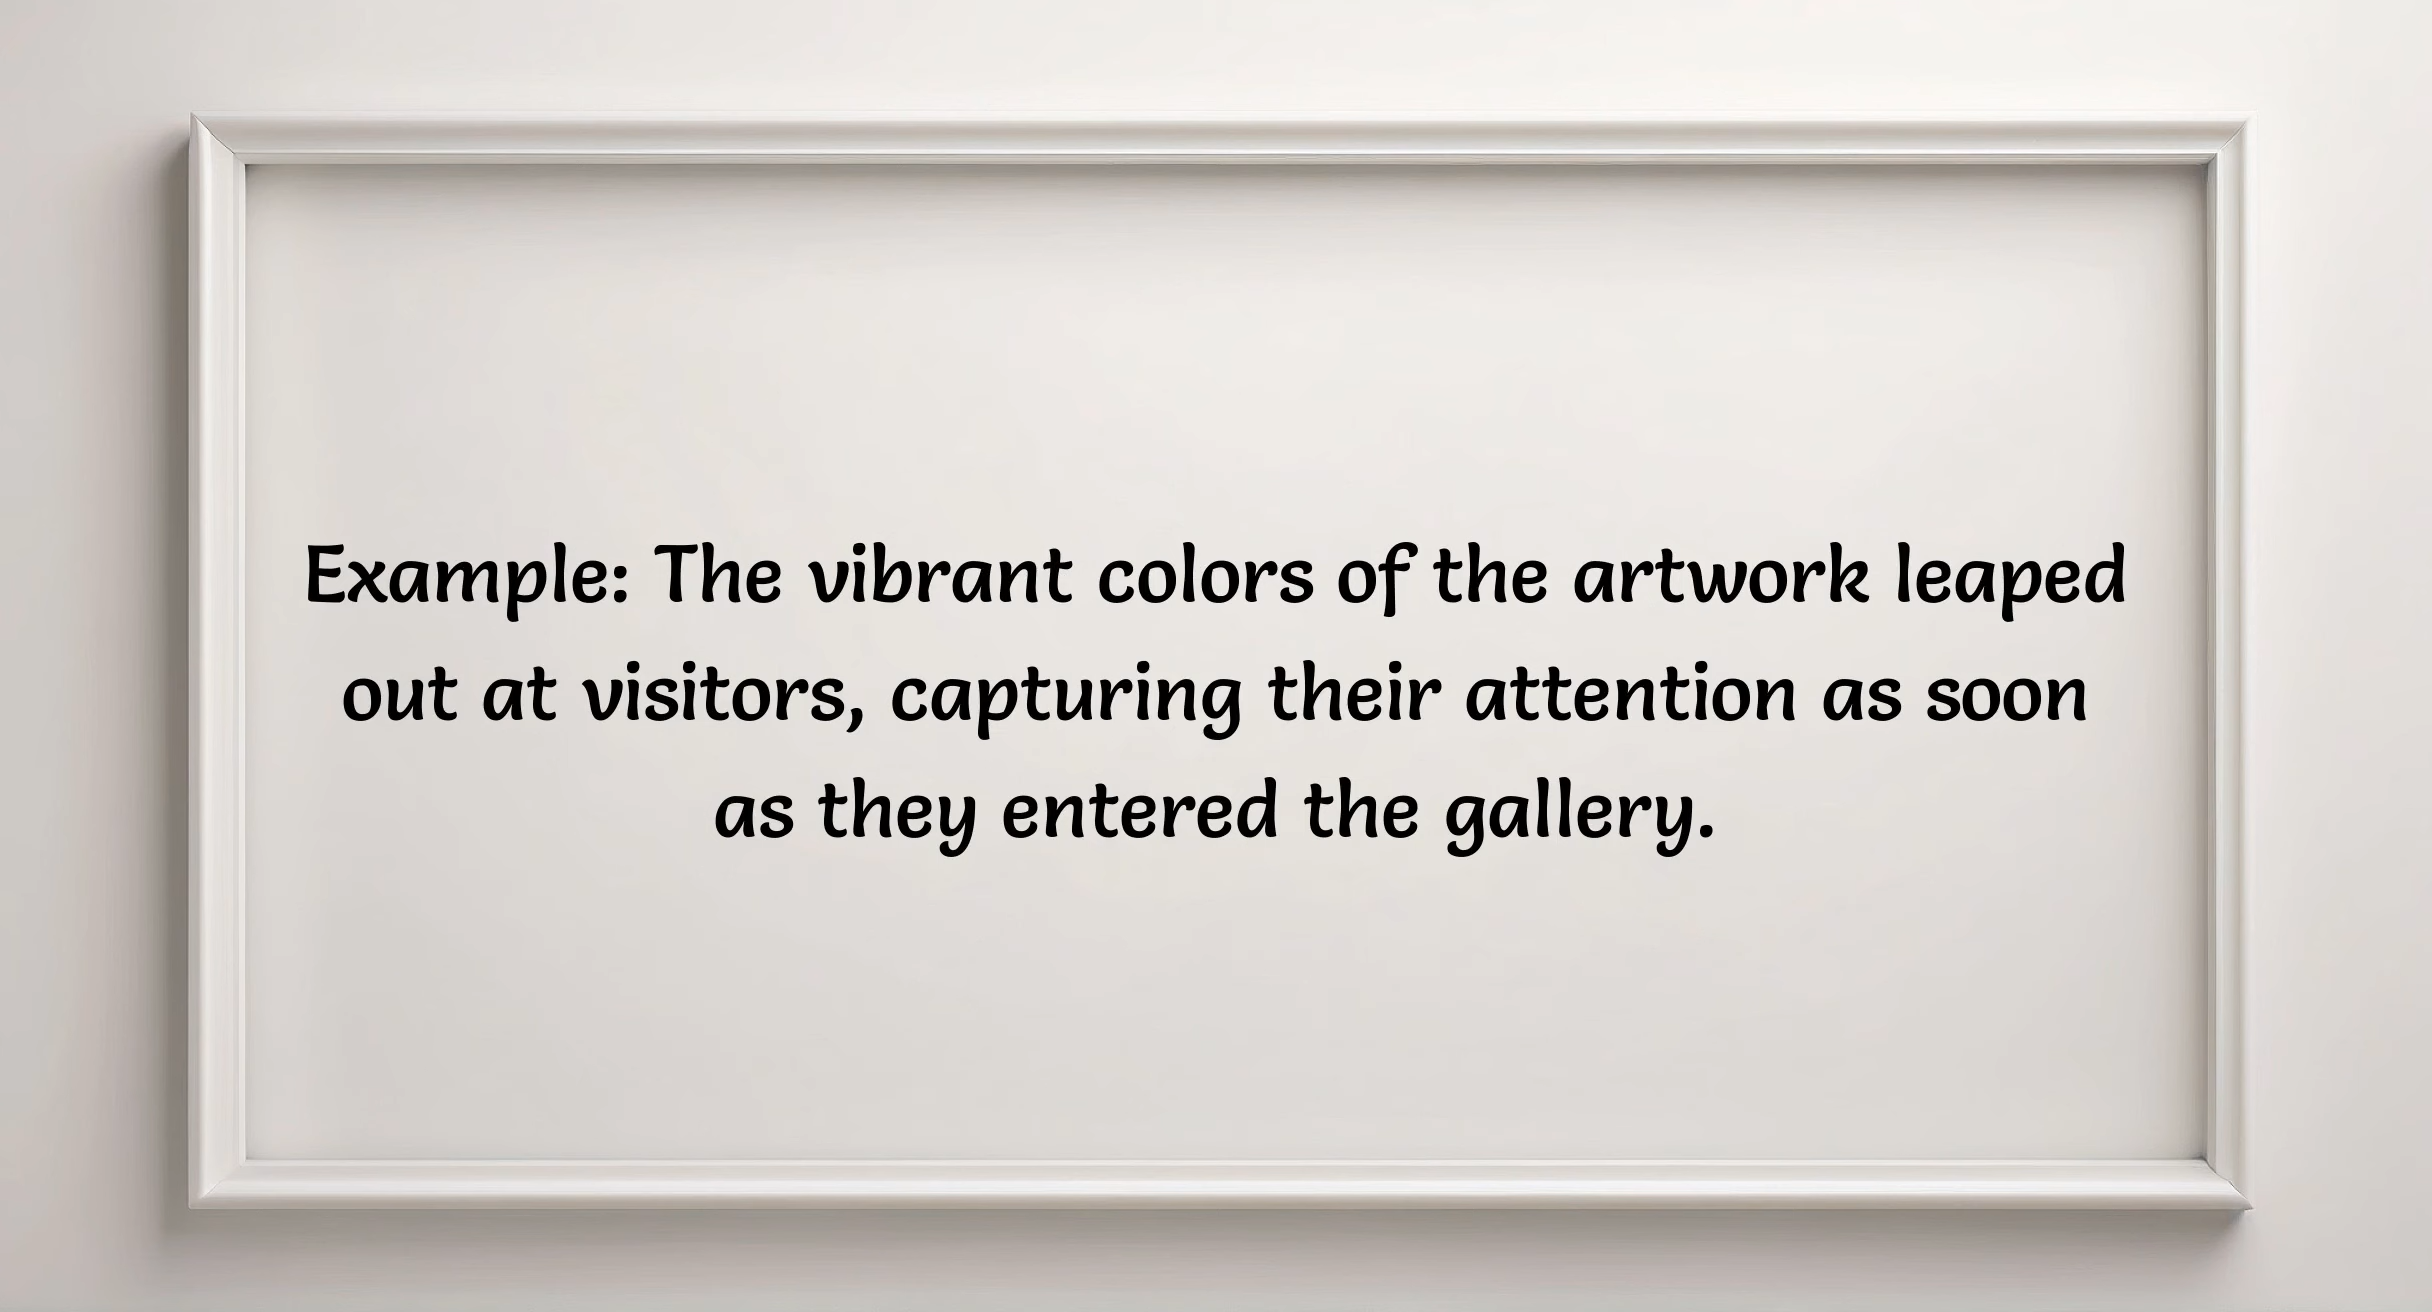 Example: The vibrant colors of the artwork leaped
out at visitors, capturing their attention as soon
as they entered the gallery.